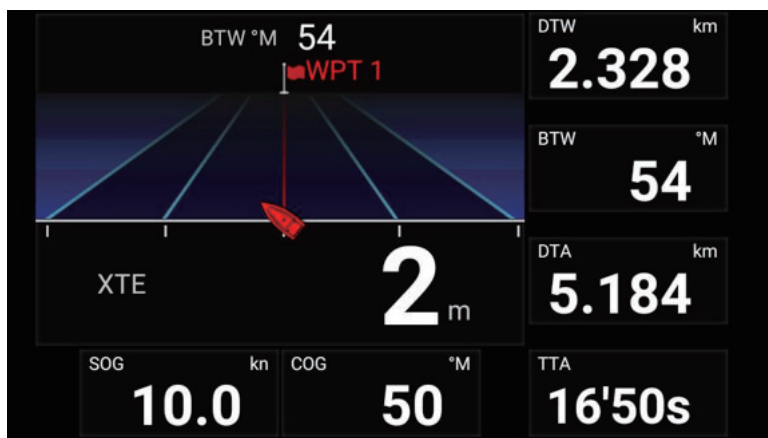 BTW °M 54
WPT 1
XTE 2 m
DTW km
2.328
BTW °M
54
DTA km
5.184
SOG kn
10.0
COG °M
50
TTA
16'50s